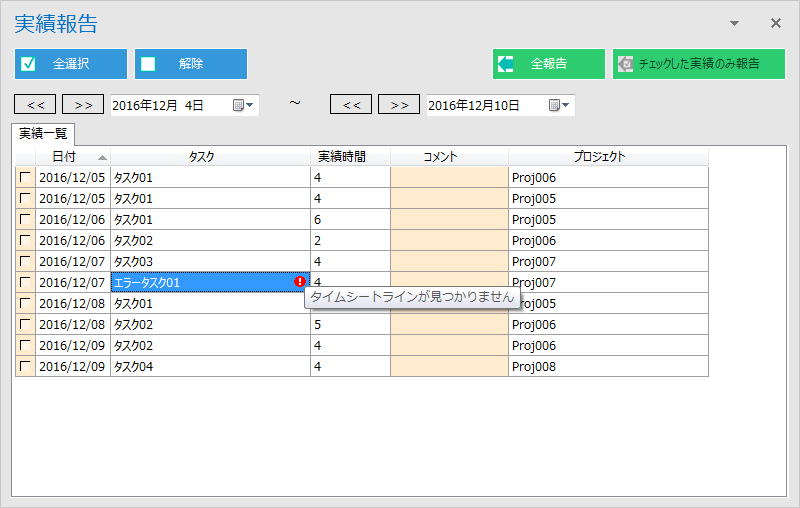 実績報告
全選択 解除 全報告 チェックした実績のみ報告
<< >> 2016年12月 4日 ～ << >> 2016年12月10日
実績一覧
日付 タスク 実績時間 コメント プロジェクト
2016/12/05 タスク01 4 Proj006
2016/12/05 タスク01 4 Proj005
2016/12/06 タスク01 6 Proj005
2016/12/06 タスク02 2 Proj006
2016/12/07 タスク03 4 Proj007
2016/12/07 エラータスク01 4 Proj007
タイムシートラインが見つかりません
2016/12/08 タスク01 Proj005
2016/12/08 タスク02 5 Proj006
2016/12/09 タスク02 4 Proj006
2016/12/09 タスク04 4 Proj008